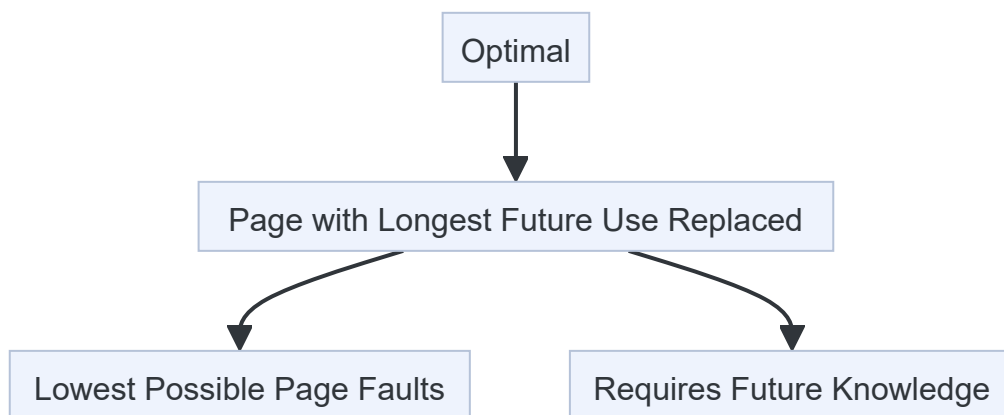 Optimal
Page with Longest Future Use Replaced
Lowest Possible Page Faults
Requires Future Knowledge